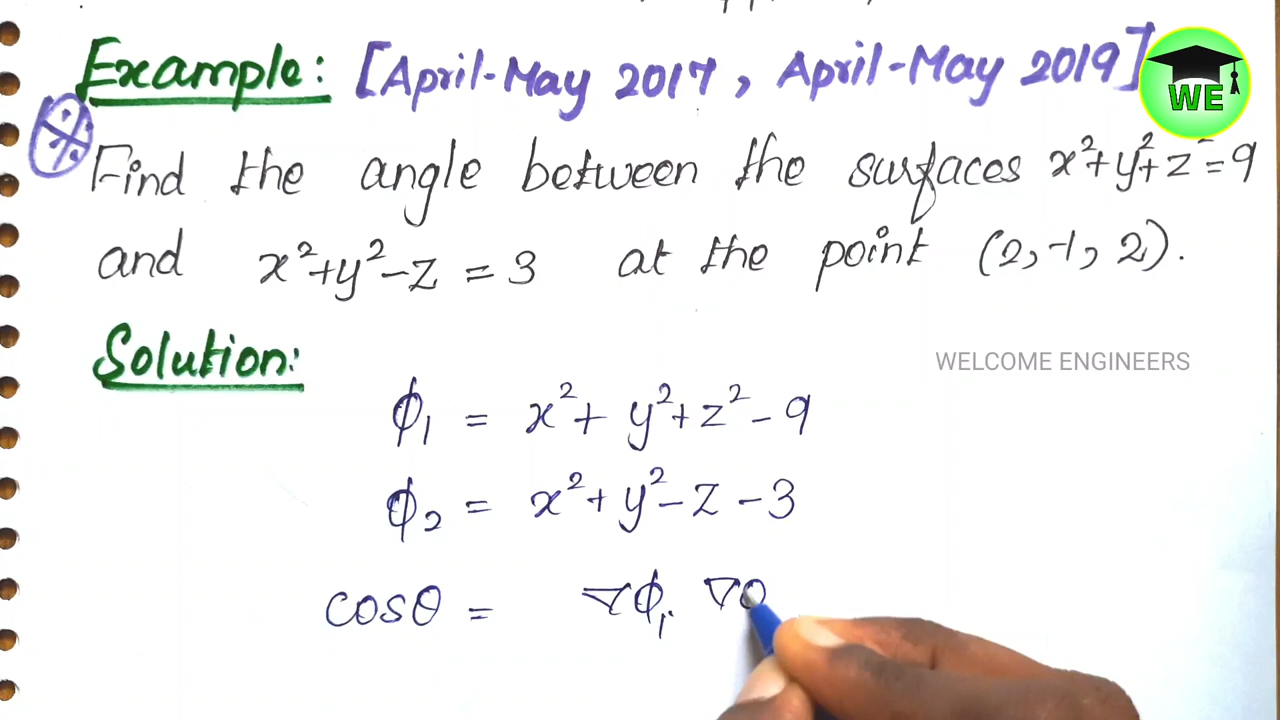 Example: [April-May 2017, April-May 2019]
WE
Find the angle between the surfaces x²+y²+z²=9
and x²+y²-z = 3 at the point (2,-1, 2).
Solution:
WELCOME ENGINEERS
ϕ₁ = x² + y² + z² - 9
ϕ₂ = x² + y² - z - 3
cosθ = ∇ϕ₁. ∇